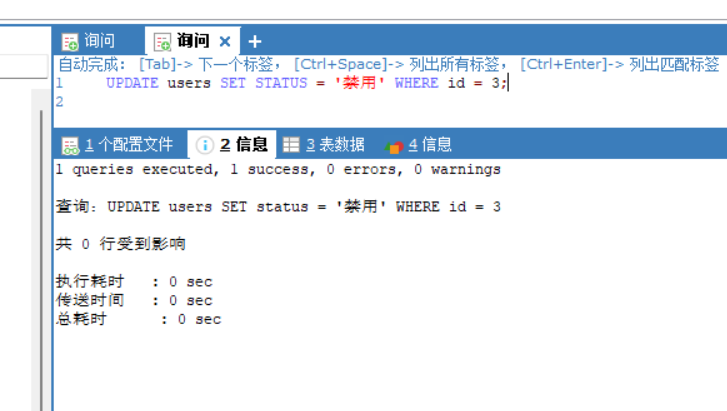 询问 询问 × +
自动完成: [Tab]-> 下一个标签， [Ctrl+Space]-> 列出所有标签， [Ctrl+Enter]-> 列出匹配标签
1 UPDATE users SET STATUS = '禁用' WHERE id = 3;
2
1 个配置文件 2 信息 3 表数据 4 信息
1 queries executed, 1 success, 0 errors, 0 warnings
查询: UPDATE users SET status = '禁用' WHERE id = 3
共 0 行受到影响
执行耗时 : 0 sec
传送时间 : 0 sec
总耗时 : 0 sec